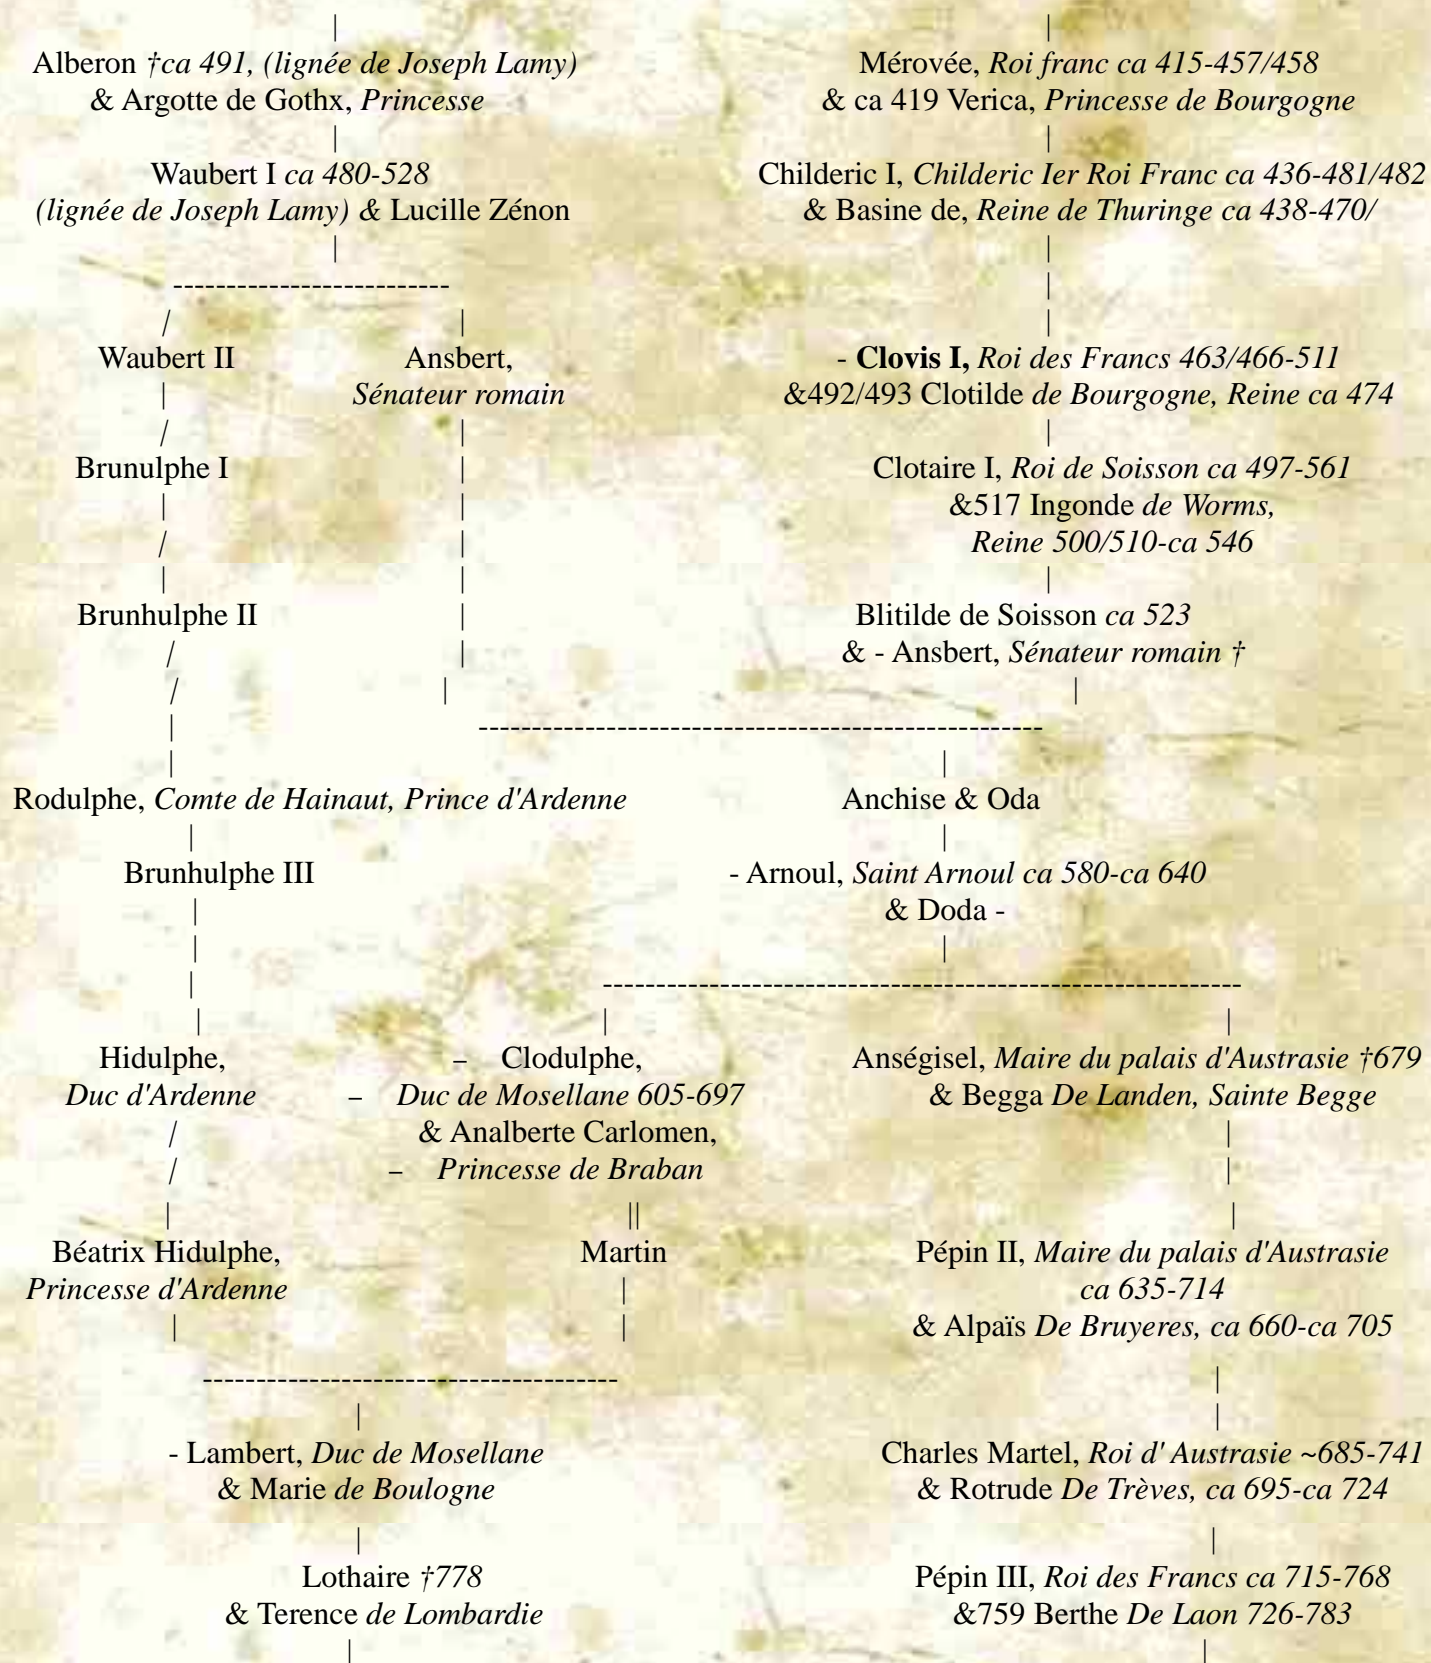 Alberon †ca 491, (lignée de Joseph Lamy)
& Argotte de Gothx, Princesse
Mérovée, Roi franc ca 415-457/458
& ca 419 Verica, Princesse de Bourgogne
Waubert I ca 480-528
(lignée de Joseph Lamy) & Lucille Zénon
Childeric I, Childeric Ier Roi Franc ca 436-481/482
& Basine de, Reine de Thuringe ca 438-470/
Waubert II
Ansbert,
Sénateur romain
- Clovis I, Roi des Francs 463/466-511
&492/493 Clotilde de Bourgogne, Reine ca 474
Brunulphe I
Clotaire I, Roi de Soisson ca 497-561
&517 Ingonde de Worms,
Reine 500/510-ca 546
Brunhulphe II
Blitilde de Soisson ca 523
& - Ansbert, Sénateur romain †
Rodulphe, Comte de Hainaut, Prince d'Ardenne
Anchise & Oda
Brunhulphe III
- Arnoul, Saint Arnoul ca 580-ca 640
& Doda -
Hidulphe,
Duc d'Ardenne
– Clodulphe,
– Duc de Mosellane 605-697
& Analberte Carlomen,
– Princesse de Braban
Anségisel, Maire du palais d'Austrasie †679
& Begga De Landen, Sainte Begge
Béatrix Hidulphe,
Princesse d'Ardenne
Martin
Pépin II, Maire du palais d'Austrasie
ca 635-714
& Alpaïs De Bruyeres, ca 660-ca 705
- Lambert, Duc de Mosellane
& Marie de Boulogne
Charles Martel, Roi d' Austrasie ~685-741
& Rotrude De Trèves, ca 695-ca 724
Lothaire †778
& Terence de Lombardie
Pépin III, Roi des Francs ca 715-768
&759 Berthe De Laon 726-783